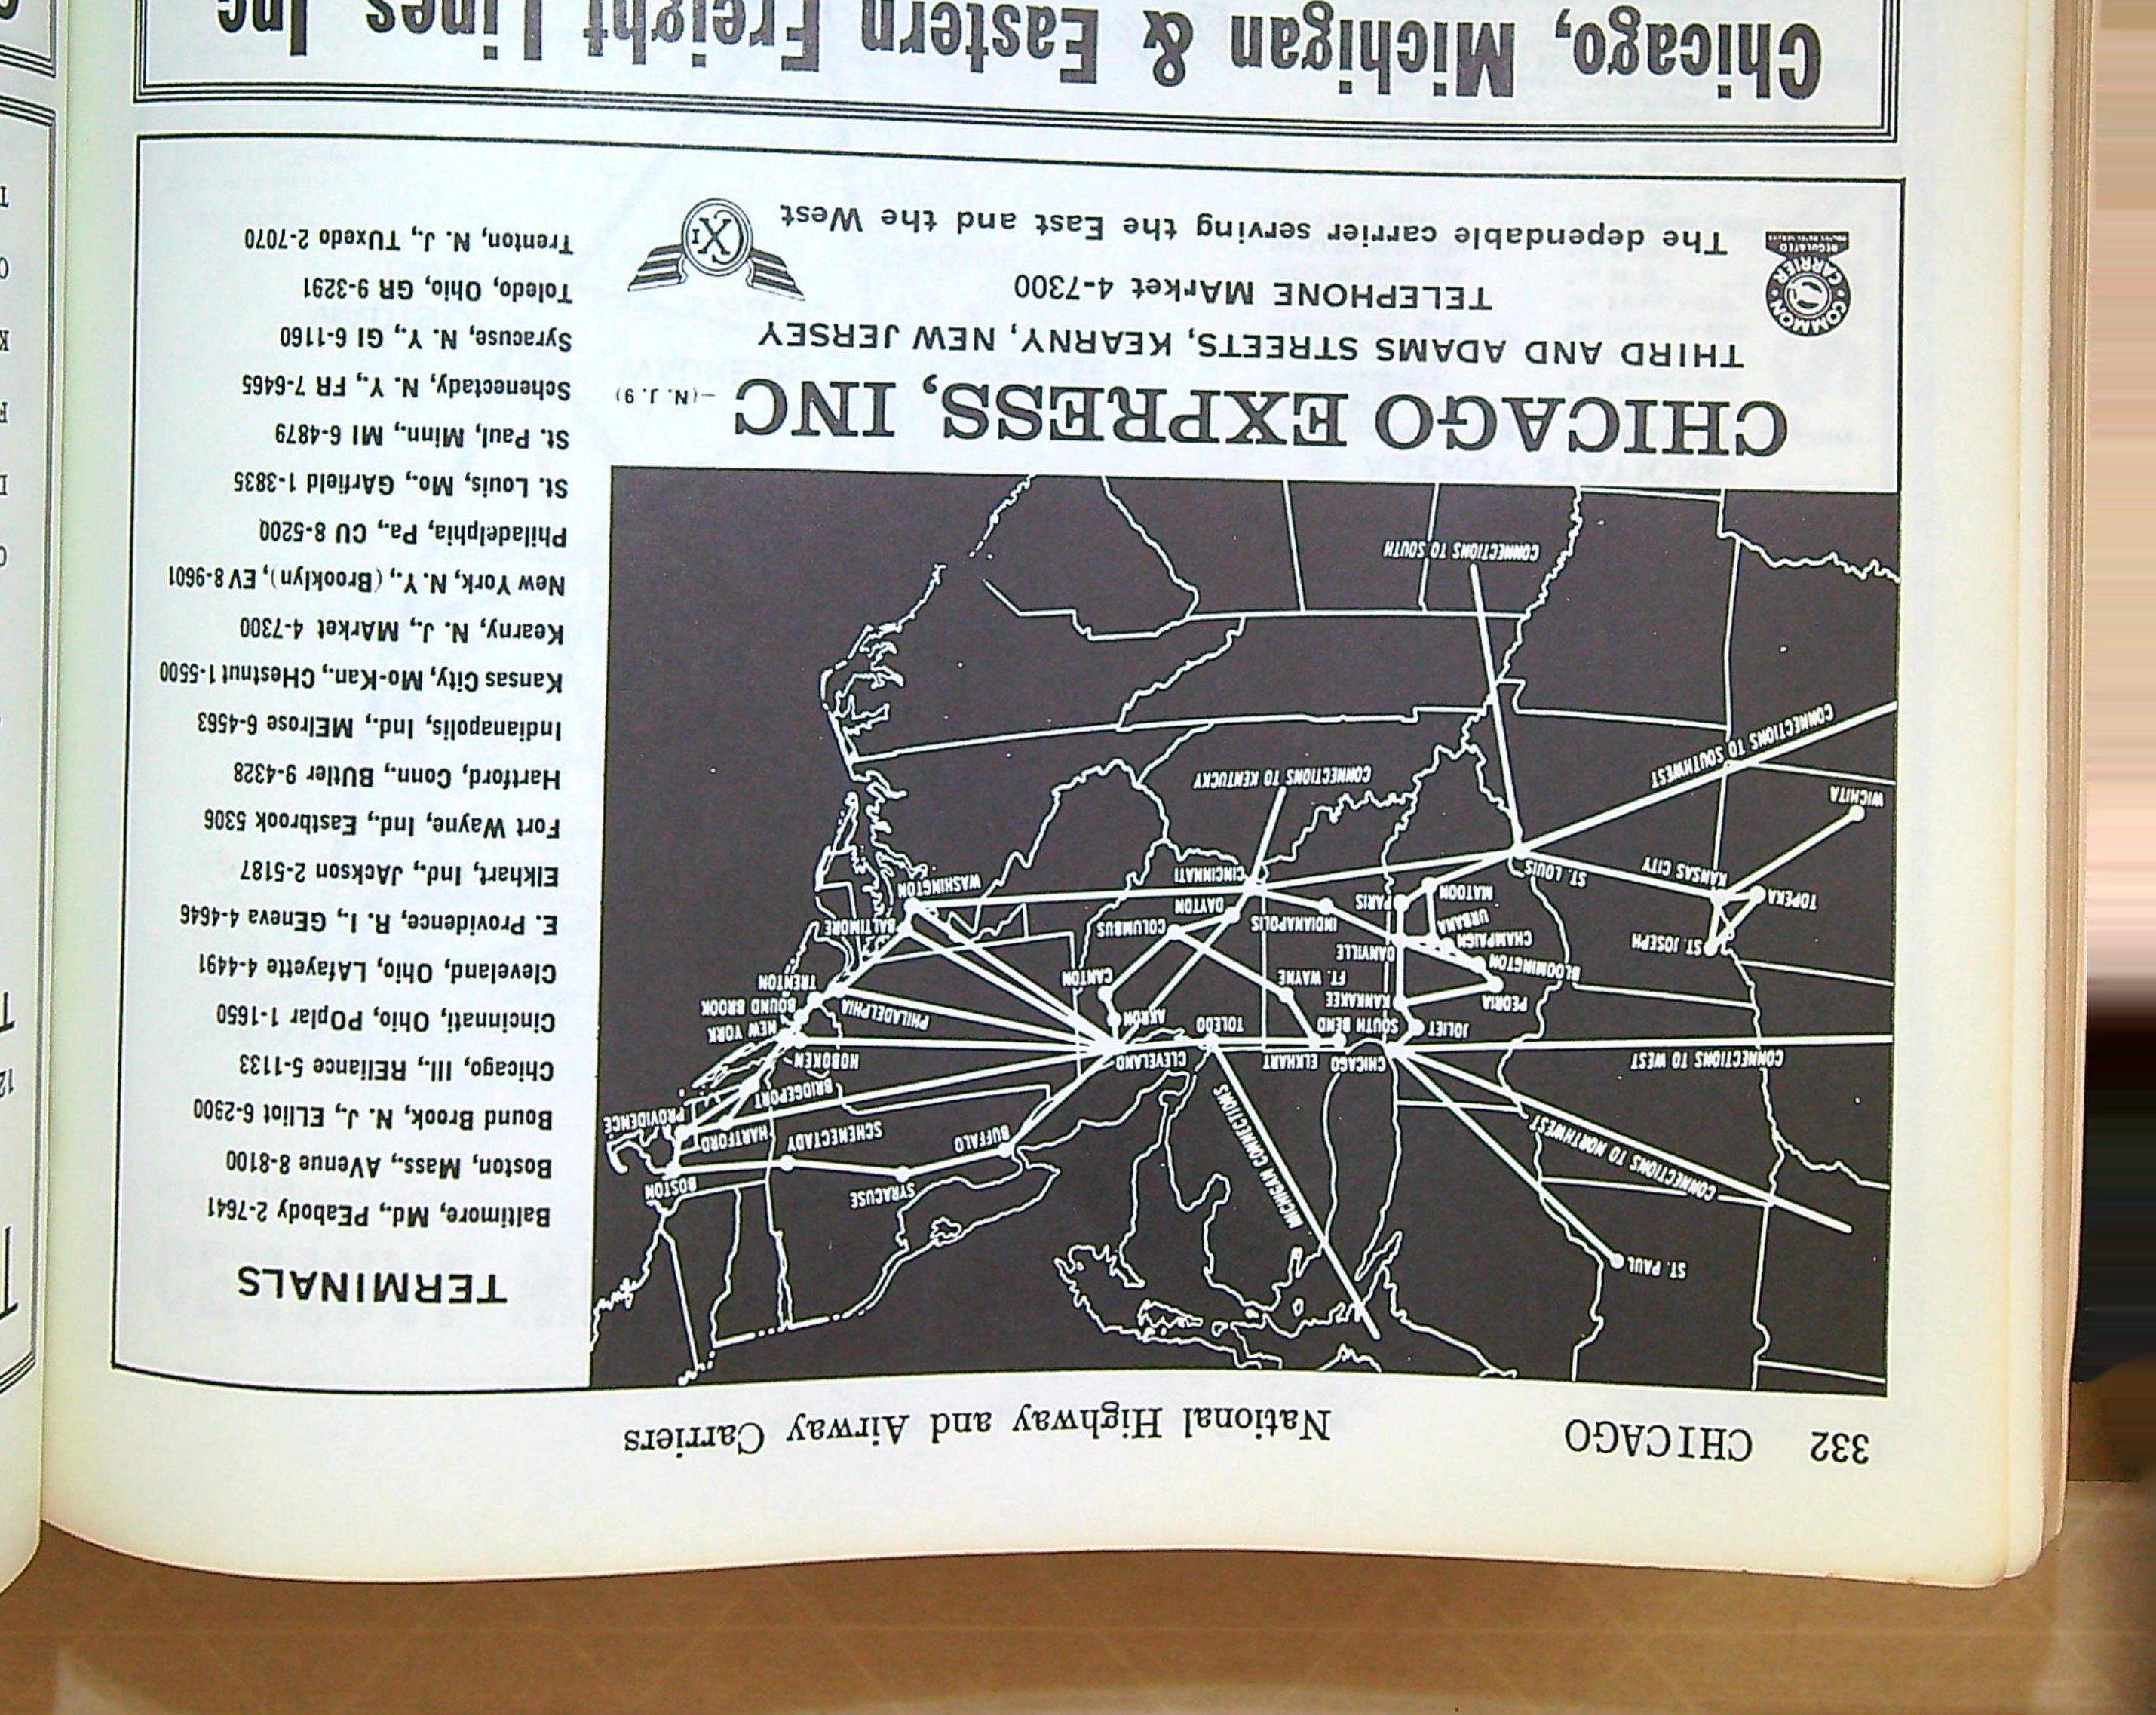 332 CHICAGO National Highway and Airway Carriers
ST. PAUL
CONNECTIONS TO NORTHWEST
MICHIGAN CONNECTIONS
CONNECTIONS TO WEST
SYRACUSE
BOSTON
BUFFALO
SCHENECTADY
HARTFORD
PROVIDENCE
BRIDGEPORT
HOBOKEN
CHICAGO
ELKHART
CLEVELAND
JOLIET
SOUTH BEND
TOLEDO
AKRON
NEW YORK
PHILADELPHIA
BOUND BROOK
PEORIA
KANKAKEE
FT. WAYNE
CANTON
TRENTON
BLOOMINGTON
DANVILLE
CHAMPAIGN
URBANA
ST. JOSEPH
INDIANAPOLIS
COLUMBUS
BALTIMORE
TOPEKA
MATOON
PARIS
DAYTON
WASHINGTON
KANSAS CITY
ST. LOUIS
CINCINNATI
WICHITA
CONNECTIONS TO SOUTHWEST
CONNECTIONS TO KENTUCKY
CONNECTIONS TO SOUTH
TERMINALS
Baltimore, Md., PEabody 2-7641
Boston, Mass., AVenue 8-8100
Bound Brook, N. J., ELliot 6-2900
Chicago, Ill., REliance 5-1133
Cincinnati, Ohio, POplar 1-1650
Cleveland, Ohio, LAfayette 4-4491
E. Providence, R. I., GEneva 4-4646
Elkhart, Ind., JAckson 2-5187
Fort Wayne, Ind., Eastbrook 5306
Hartford, Conn., BUtler 9-4328
Indianapolis, Ind., MElrose 6-4563
Kansas City, Mo-Kan., CHestnut 1-5500
Kearny, N. J., MArket 4-7300
New York, N. Y., (Brooklyn), EV 8-9601
Philadelphia, Pa., CU 8-5200
St. Louis, Mo., GArfield 1-3835
St. Paul, Minn., MI 6-4879
Schenectady, N. Y., FR 7-6465
Syracuse, N. Y., GI 6-1160
Toledo, Ohio, GR 9-3291
Trenton, N. J., TUxedo 2-7070
CHICAGO EXPRESS, INC —(N. J. 9)
THIRD AND ADAMS STREETS, KEARNY, NEW JERSEY
TELEPHONE MArket 4-7300
The dependable carrier serving the East and the West
COMMON
CARRIER
REGULATED
CXI
Chicago, Michigan & Eastern Freight Lines, Inc